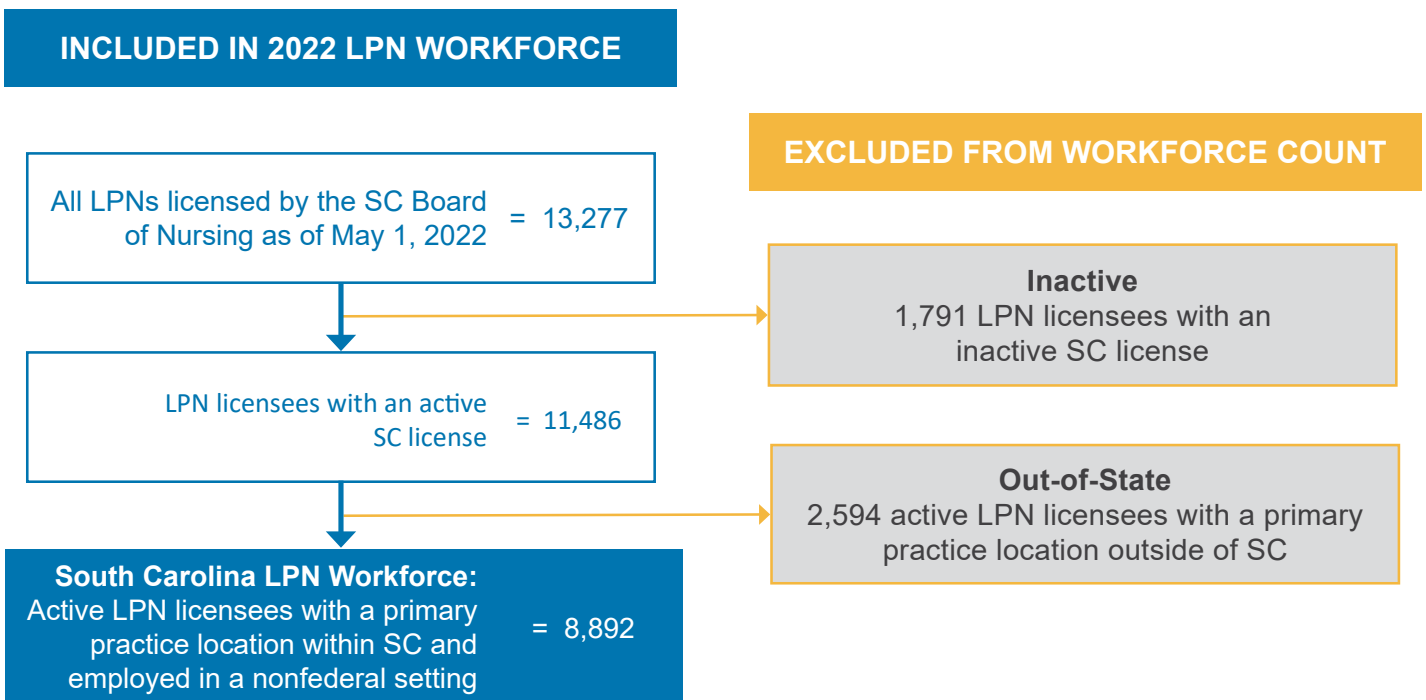 INCLUDED IN 2022 LPN WORKFORCE
EXCLUDED FROM WORKFORCE COUNT
All LPNs licensed by the SC Board
of Nursing as of May 1, 2022
= 13,277
Inactive
1,791 LPN licensees with an
inactive SC license
LPN licensees with an active
SC license
= 11,486
Out-of-State
2,594 active LPN licensees with a primary
practice location outside of SC
South Carolina LPN Workforce:
Active LPN licensees with a primary
practice location within SC and
employed in a nonfederal setting
= 8,892